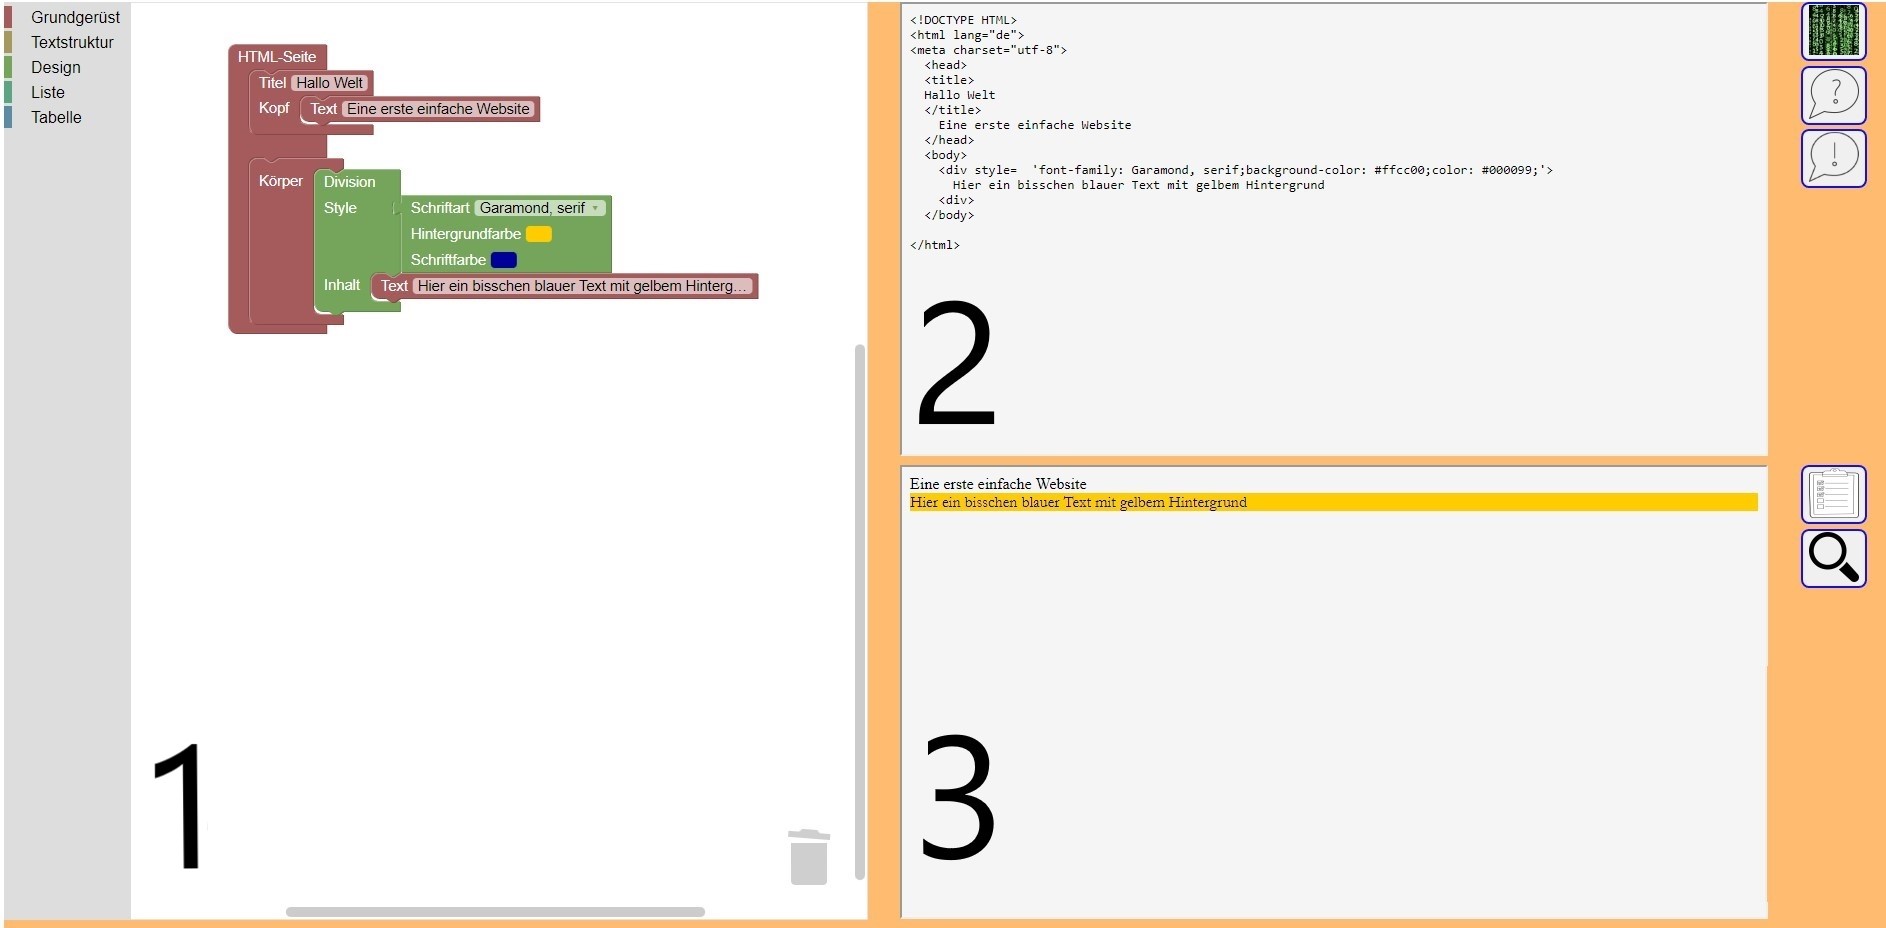 Grundgerüst
Textstruktur
Design
Liste
Tabelle
HTML-Seite
Titel Hallo Welt
Kopf Text Eine erste einfache Website
Körper Division
Style Schriftart Garamond, serif
Hintergrundfarbe
Schriftfarbe
Inhalt Text Hier ein bisschen blauer Text mit gelbem Hinterg...
1
<!DOCTYPE HTML>
<html lang="de">
<meta charset="utf-8">
<head>
<title>
Hallo Welt
</title>
Eine erste einfache Website
</head>
<body>
<div style=  'font-family: Garamond, serif;background-color: #ffcc00;color: #000099;'>
Hier ein bisschen blauer Text mit gelbem Hintergrund
<div>
</body>
</html>
2
Eine erste einfache Website
Hier ein bisschen blauer Text mit gelbem Hintergrund
3
?
!